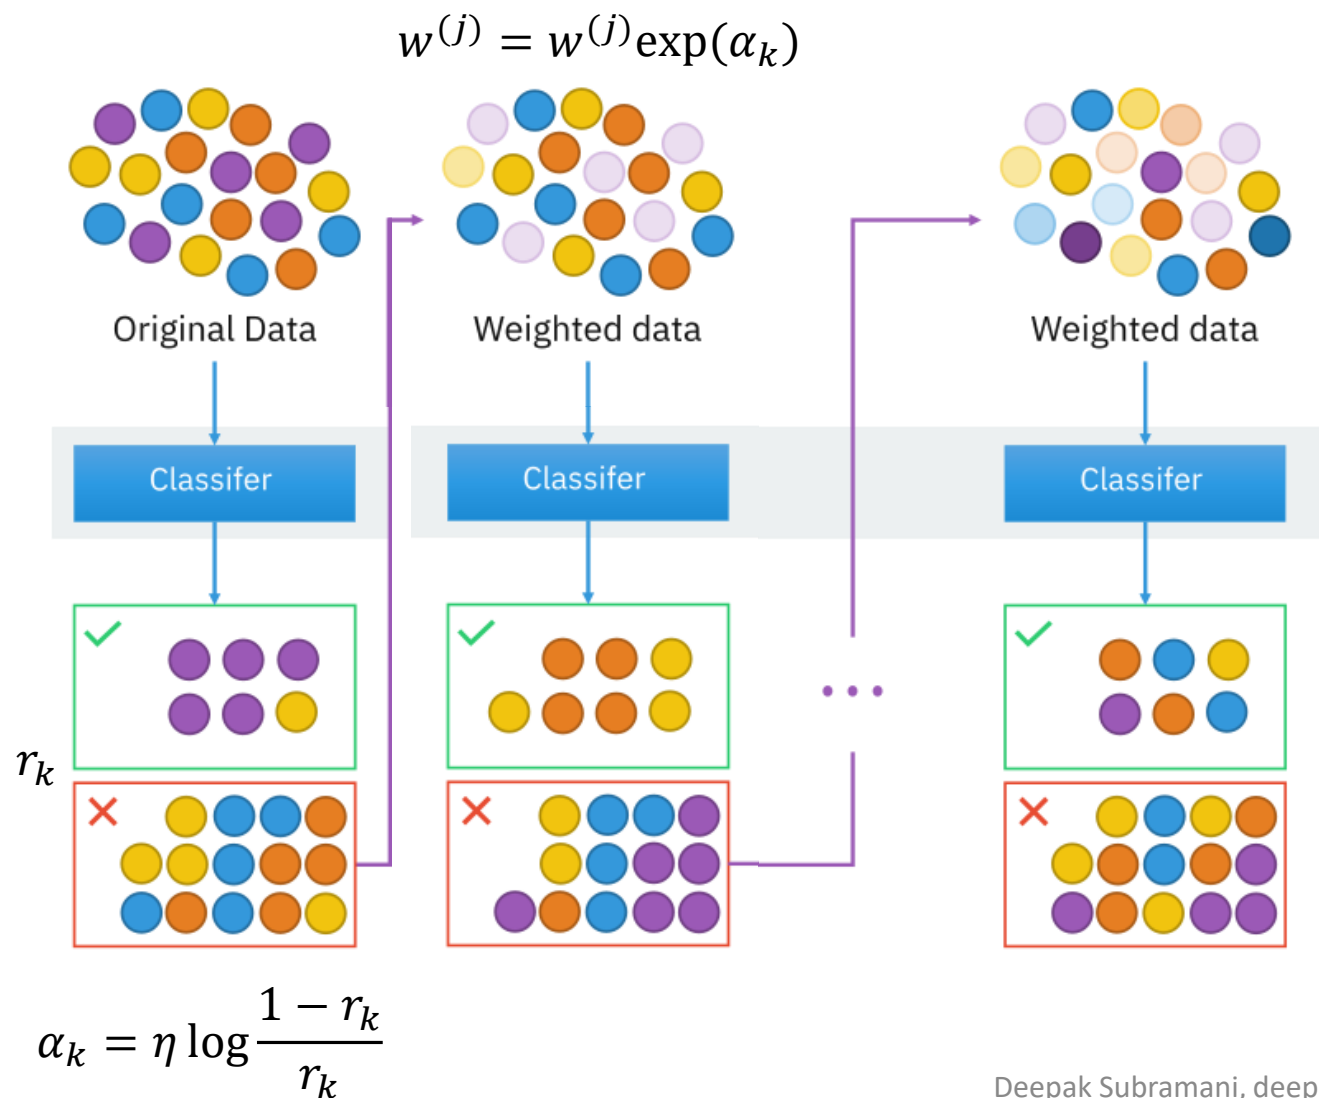 w^{(j)} = w^{(j)}exp(α_k)
Original Data
Weighted data
Weighted data
Classifer
Classifer
Classifer
r_k
α_k = η log \frac{1 − r_k}{r_k}
Deepak Subramani, deep